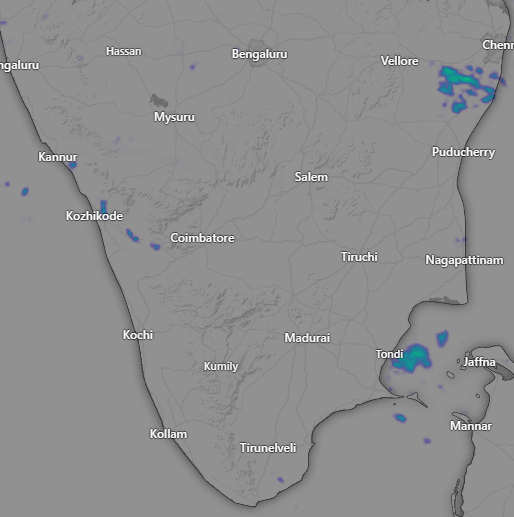 Chenn
Hassan
Bengaluru
Vellore
ngaluru
Mysuru
Kannur
Puducherry
Salem
Kozhikode
Coimbatore
Tiruchi
Nagapattinam
Kochi
Madurai
Tondi
Kumily
Jaffna
Mannar
Kollam
Tirunelveli